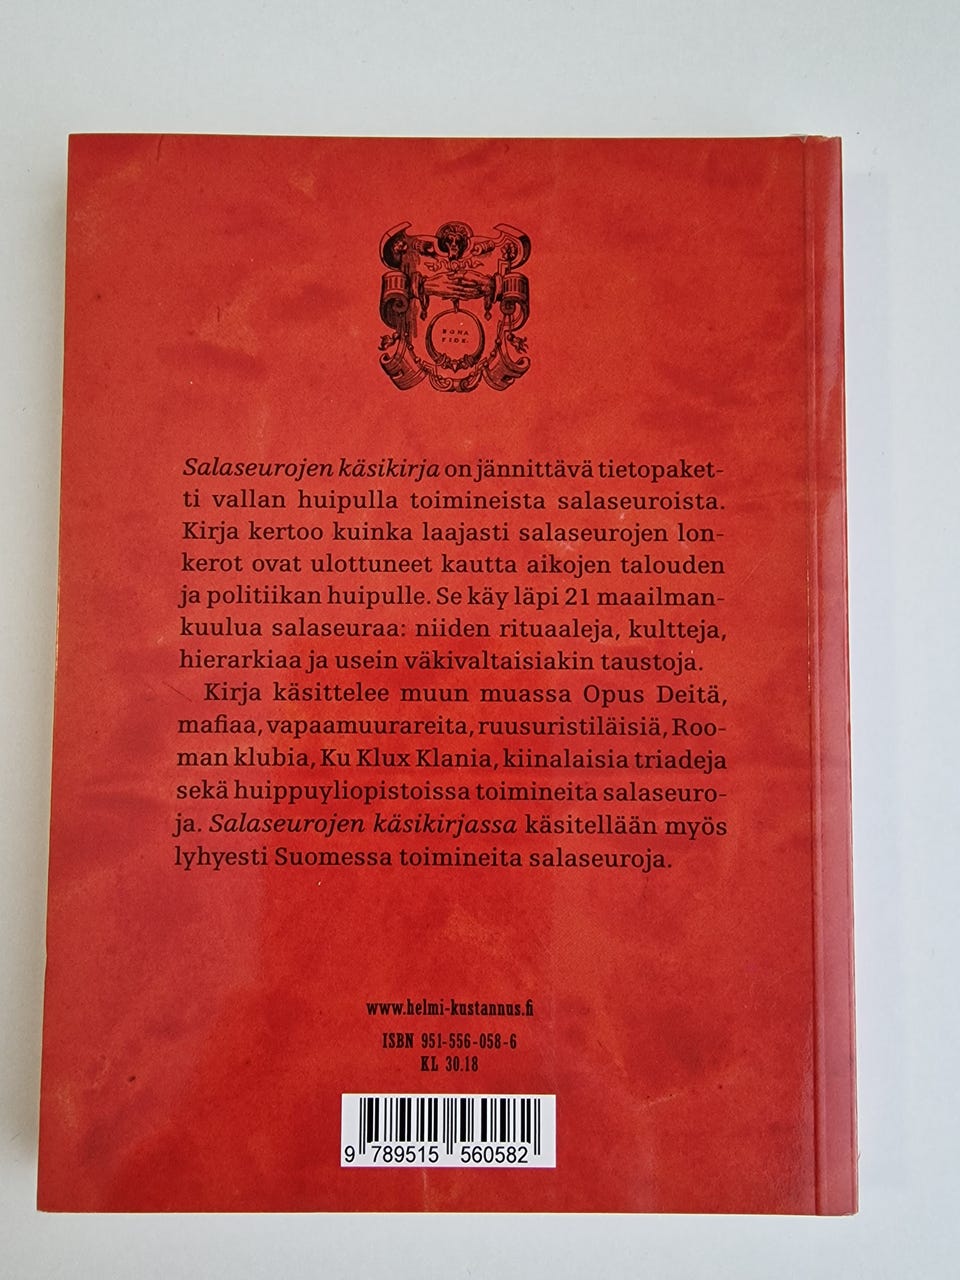 BONA
FIDE.
Salaseurojen käsikirja on jännittävä tietopaket-
ti vallan huipulla toimineista salaseuroista.
Kirja kertoo kuinka laajasti salaseurojen lon-
kerot ovat ulottuneet kautta aikojen talouden
ja politiikan huipulle. Se käy läpi 21 maailman-
kuulua salaseuraa: niiden rituaaleja, kultteja,
hierarkiaa ja usein väkivaltaisiakin taustoja.
Kirja käsittelee muun muassa Opus Deitä,
mafiaa, vapaamuurareita, ruusuristiläisiä, Roo-
man klubia, Ku Klux Klania, kiinalaisia triadeja
sekä huippuyliopistoissa toimineita salaseuro-
ja. Salaseurojen käsikirjassa käsitellään myös
lyhyesti Suomessa toimineita salaseuroja.
www.helmi-kustannus.fi
ISBN 951-556-058-6
KL 30.18
9 789515 560582